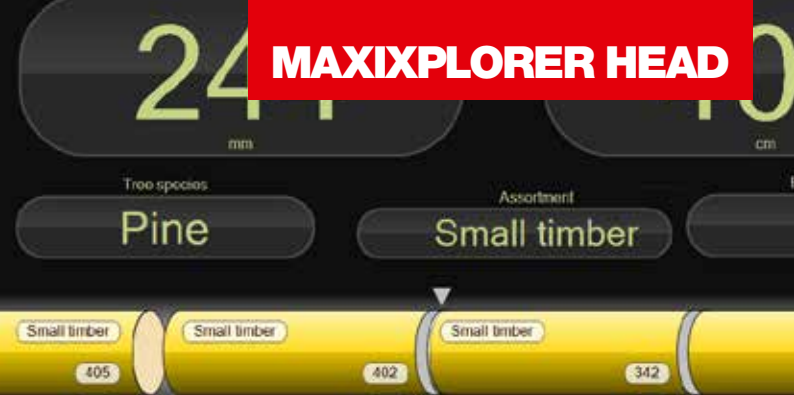 MAXIXPLORER HEAD
mm
cm
Tree species
Assortment
Pine
Small timber
Small timber
Small timber
Small timber
405
402
342